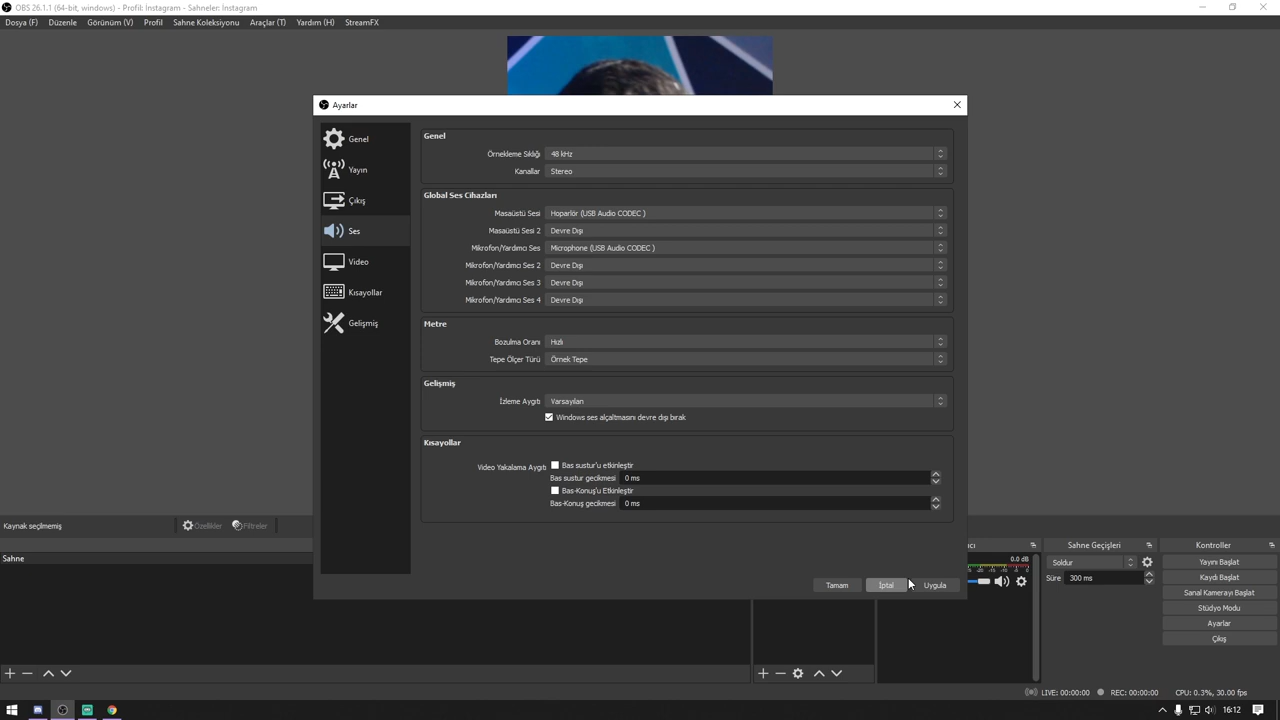 OBS 26.1.1 (64-bit, windows) - Profil: İnstagram - Sahneler: İnstagram
Dosya (F) Düzenle Görünüm (V) Profil Sahne Koleksiyonu Araçlar (T) Yardım (H) StreamFX
Ayarlar
Genel
Yayın
Çıkış
Ses
Video
Kısayollar
Gelişmiş
Genel
Örnekleme Sıklığı 48 kHz
Kanallar Stereo
Global Ses Cihazları
Masaüstü Sesi Hoparlör (USB Audio CODEC )
Masaüstü Sesi 2 Devre Dışı
Mikrofon/Yardımcı Ses Microphone (USB Audio CODEC )
Mikrofon/Yardımcı Ses 2 Devre Dışı
Mikrofon/Yardımcı Ses 3 Devre Dışı
Mikrofon/Yardımcı Ses 4 Devre Dışı
Metre
Bozulma Oranı Hızlı
Tepe Ölçer Türü Örnek Tepe
Gelişmiş
İzleme Aygıtı Varsayılan
Windows ses alçaltmasını devre dışı bırak
Kısayollar
Video Yakalama Aygıtı Bas sustur'u etkinleştir
Bas sustur gecikmesi 0 ms
Bas-Konuş'u Etkinleştir
Bas-Konuş gecikmesi 0 ms
Tamam İptal Uygula
Kaynak seçilmemiş Özellikler Filtreler
Sahne
0.0 dB
Sahne Geçişleri
Soldur
Süre 300 ms
Kontroller
Yayını Başlat
Kaydı Başlat
Sanal Kamerayı Başlat
Stüdyo Modu
Ayarlar
Çıkış
LIVE: 00:00:00 REC: 00:00:00 CPU: 0.3%, 30.00 fps
16:12